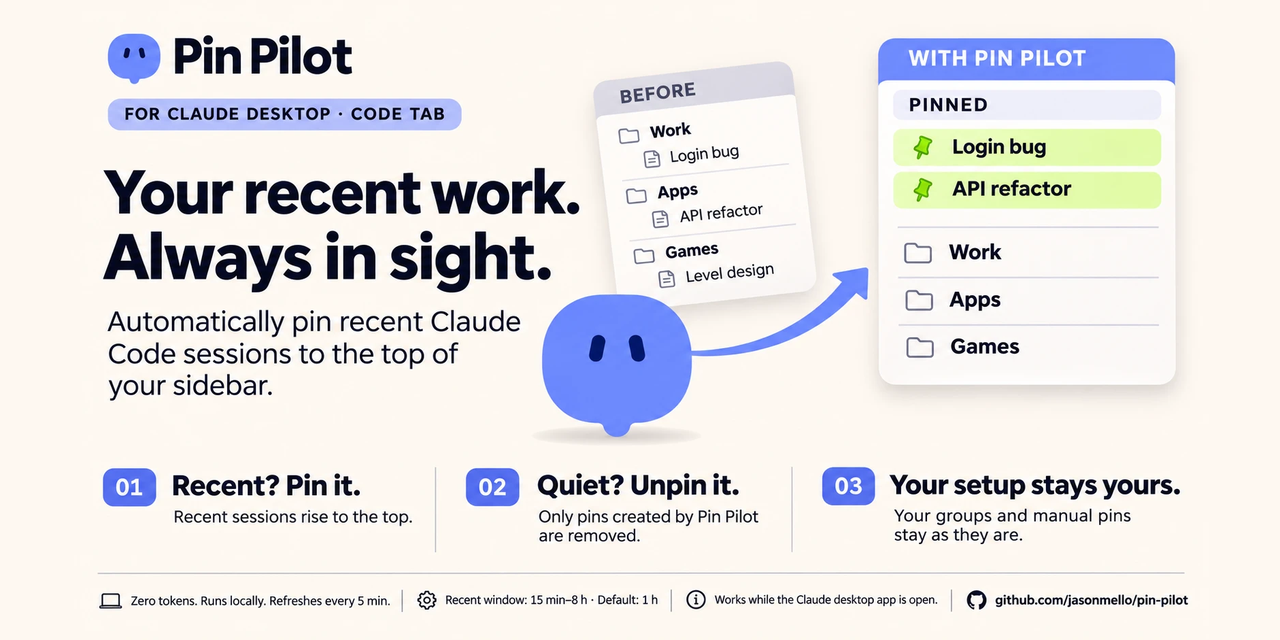 Pin Pilot
FOR CLAUDE DESKTOP · CODE TAB
Your recent work.
Always in sight.
Automatically pin recent Claude
Code sessions to the top of
your sidebar.
BEFORE
Work
Login bug
Apps
API refactor
Games
Level design
WITH PIN PILOT
PINNED
Login bug
API refactor
Work
Apps
Games
01 Recent? Pin it.
Recent sessions rise to the top.
02 Quiet? Unpin it.
Only pins created by Pin Pilot
are removed.
03 Your setup stays yours.
Your groups and manual pins
stay as they are.
Zero tokens. Runs locally. Refreshes every 5 min.
Recent window: 15 min–8 h · Default: 1 h
Works while the Claude desktop app is open.
github.com/jasonmello/pin-pilot